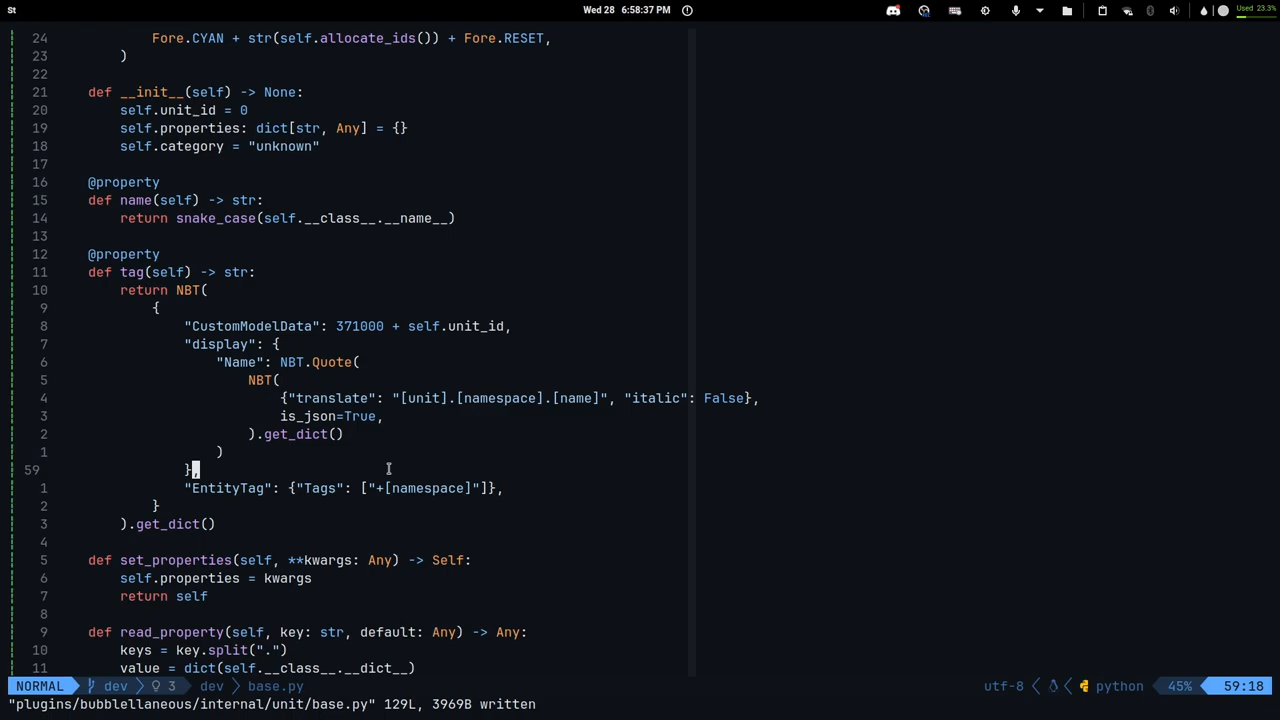 St Wed 28 6:58:37 PM Used 23.3%
24 Fore.CYAN + str(self.allocate_ids()) + Fore.RESET,
23 )
22
21 def __init__(self) -> None:
20 self.unit_id = 0
19 self.properties: dict[str, Any] = {}
18 self.category = "unknown"
17
16 @property
15 def name(self) -> str:
14 return snake_case(self.__class__.__name__)
13
12 @property
11 def tag(self) -> str:
10 return NBT(
9 {
8 "CustomModelData": 371000 + self.unit_id,
7 "display": {
6 "Name": NBT.Quote(
5 NBT(
4 {"translate": "[unit].[namespace].[name]", "italic": False},
3 is_json=True,
2 ).get_dict()
1 )
59 },
1 "EntityTag": {"Tags": ["+[namespace]"]},
2 }
3 ).get_dict()
4
5 def set_properties(self, **kwargs: Any) -> Self:
6 self.properties = kwargs
7 return self
8
9 def read_property(self, key: str, default: Any) -> Any:
10 keys = key.split(".")
11 value = dict(self.__class__.__dict__)
NORMAL dev 3 dev base.py utf-8 python 45% 59:18
"plugins/bubblellaneous/internal/unit/base.py" 129L, 3969B written